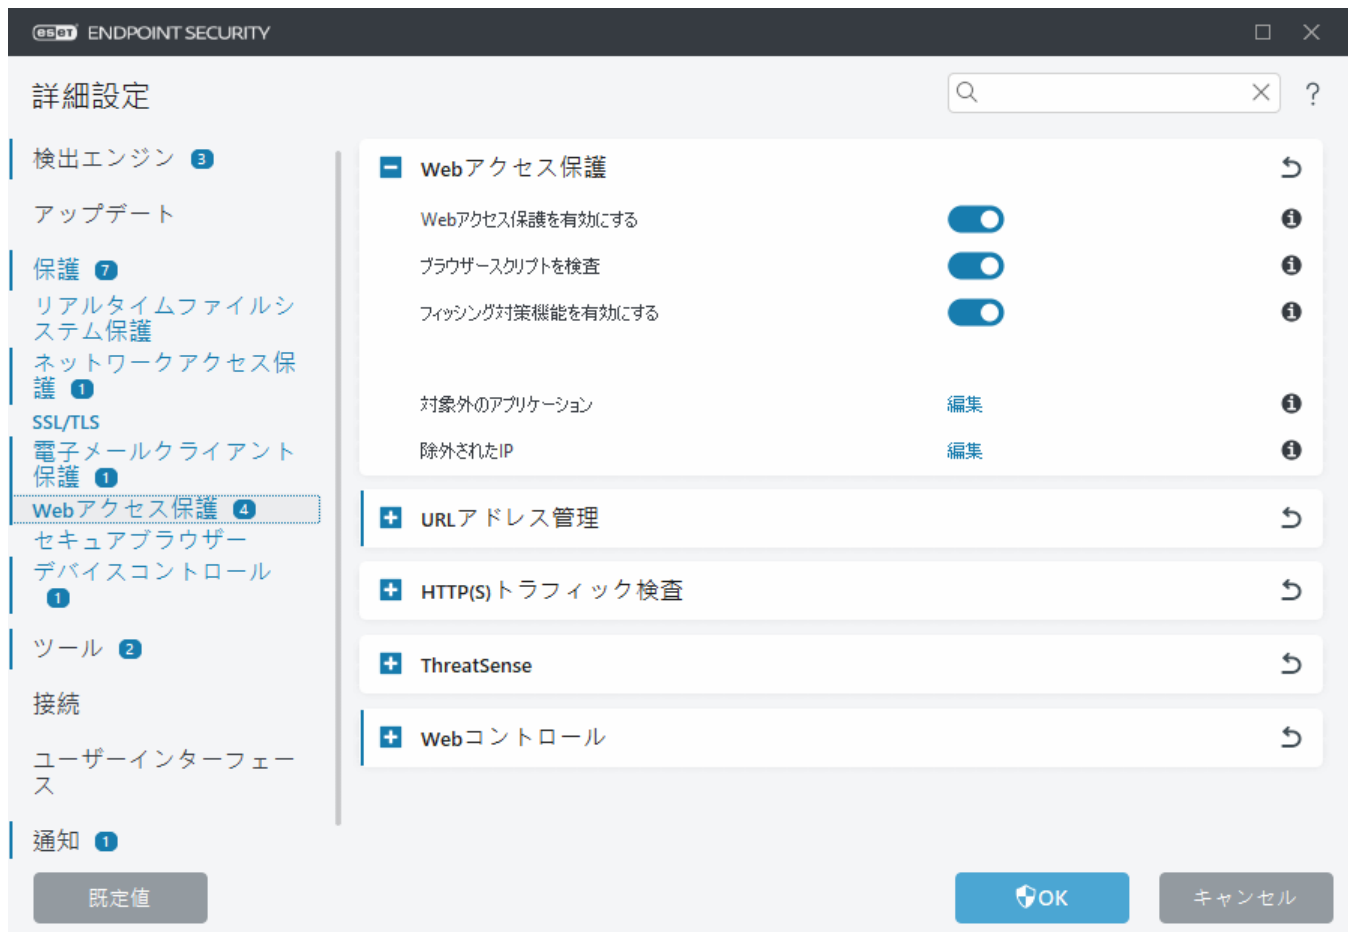 eset ENDPOINT SECURITY
詳細設定
?
検出エンジン 3
アップデート
保護 7
リアルタイムファイルシ
ステム保護
ネットワークアクセス保
護 1
SSL/TLS
電子メールクライアント
保護 1
Webアクセス保護 4
セキュアブラウザー
デバイスコントロール
1
ツール 2
接続
ユーザーインターフェー
ス
通知 1
Webアクセス保護
Webアクセス保護を有効にする
ブラウザースクリプトを検査
フィッシング対策機能を有効にする
対象外のアプリケーション 編集
除外されたIP 編集
URLアドレス管理
HTTP(S)トラフィック検査
ThreatSense
Webコントロール
既定値
OK
キャンセル